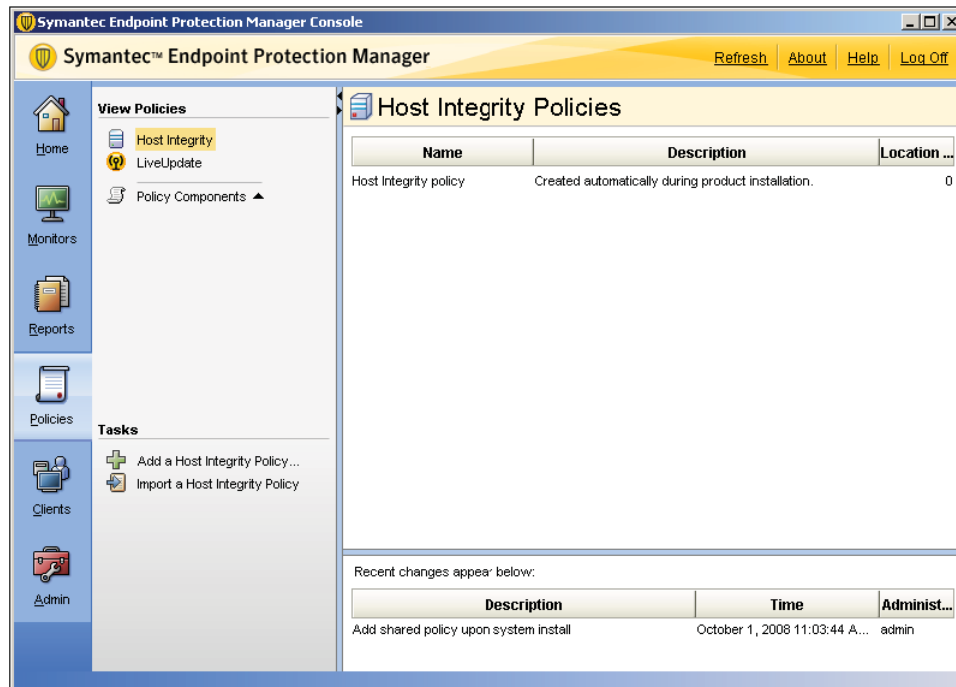 Symantec Endpoint Protection Manager Console
Symantec™ Endpoint Protection Manager
Refresh About Help Log Off
Home
Monitors
Reports
Policies
Clients
Admin
View Policies
Host Integrity
LiveUpdate
Policy Components
Tasks
Add a Host Integrity Policy...
Import a Host Integrity Policy
Host Integrity Policies
Name Description Location ...
Host Integrity policy Created automatically during product installation. 0
Recent changes appear below:
Description Time Administ...
Add shared policy upon system install October 1, 2008 11:03:44 A... admin